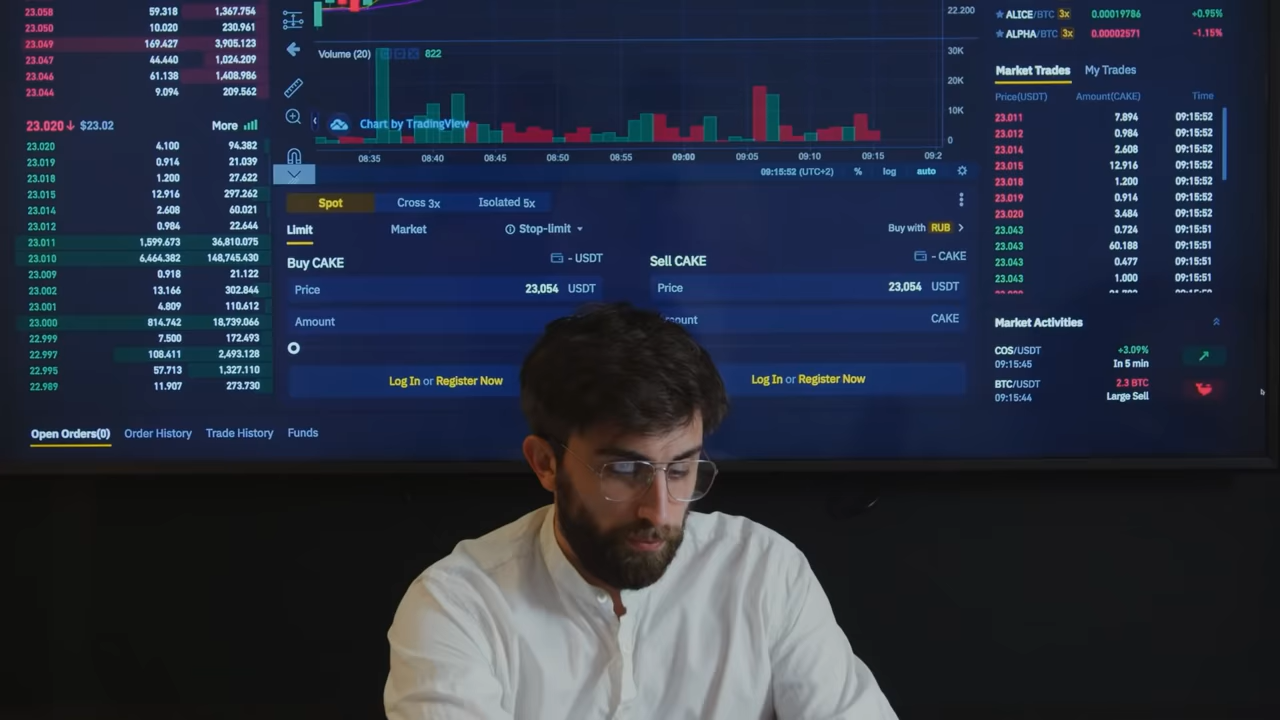 23.058 59.318 1,367.754
23.050 10.020 230.961
23.049 169.427 3,905.123
23.047 44.440 1,024.209
23.046 61.138 1,408.986
23.044 9.094 209.562
23.020↓ $23.02 More
23.020 4.100 94.382
23.019 0.914 21.039
23.018 1.200 27.622
23.015 12.916 297.262
23.014 2.608 60.021
23.012 0.984 22.644
23.011 1,599.673 36,810.075
23.010 6,464.382 148,745.430
23.009 0.918 21.122
23.002 13.166 302.844
23.001 4.809 110.612
23.000 814.742 18,739.066
22.999 7.500 172.493
22.997 108.411 2,493.128
22.995 57.713 1,327.110
22.989 11.907 273.730
Open Orders(0) Order History Trade History Funds
22.200
Volume (20) 822
30K
20K
10K
0
Chart by TradingView
08:35 08:40 08:45 08:50 08:55 09:00 09:05 09:10 09:15 09:2
09:15:52 (UTC+2) % log auto
Spot Cross 3x Isolated 5x
Limit Market Stop-limit Buy with RUB
Buy CAKE - USDT
Price 23,054 USDT
Amount
Log In or Register Now
Sell CAKE - CAKE
Price 23,054 USDT
ount CAKE
Log In or Register Now
ALICE/BTC 3x 0.00019786 +0.95%
ALPHA/BTC 3x 0.00002571 -1.15%
Market Trades My Trades
Price(USDT) Amount(CAKE) Time
23.011 7.894 09:15:52
23.012 0.984 09:15:52
23.014 2.608 09:15:52
23.015 12.916 09:15:52
23.018 1.200 09:15:52
23.019 0.914 09:15:52
23.020 3.484 09:15:52
23.043 0.724 09:15:51
23.043 60.188 09:15:51
23.043 0.477 09:15:51
23.043 1.000 09:15:51
Market Activities
COS/USDT +3.09%
09:15:45 In 5 min
BTC/USDT 2.3 BTC
09:15:44 Large Sell